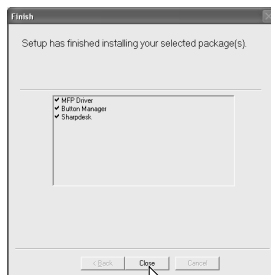 Finish
Setup has finished installing your selected package(s).
✔ MFP Driver
✔ Button Manager
✔ Sharpdesk
< Back Close Cancel